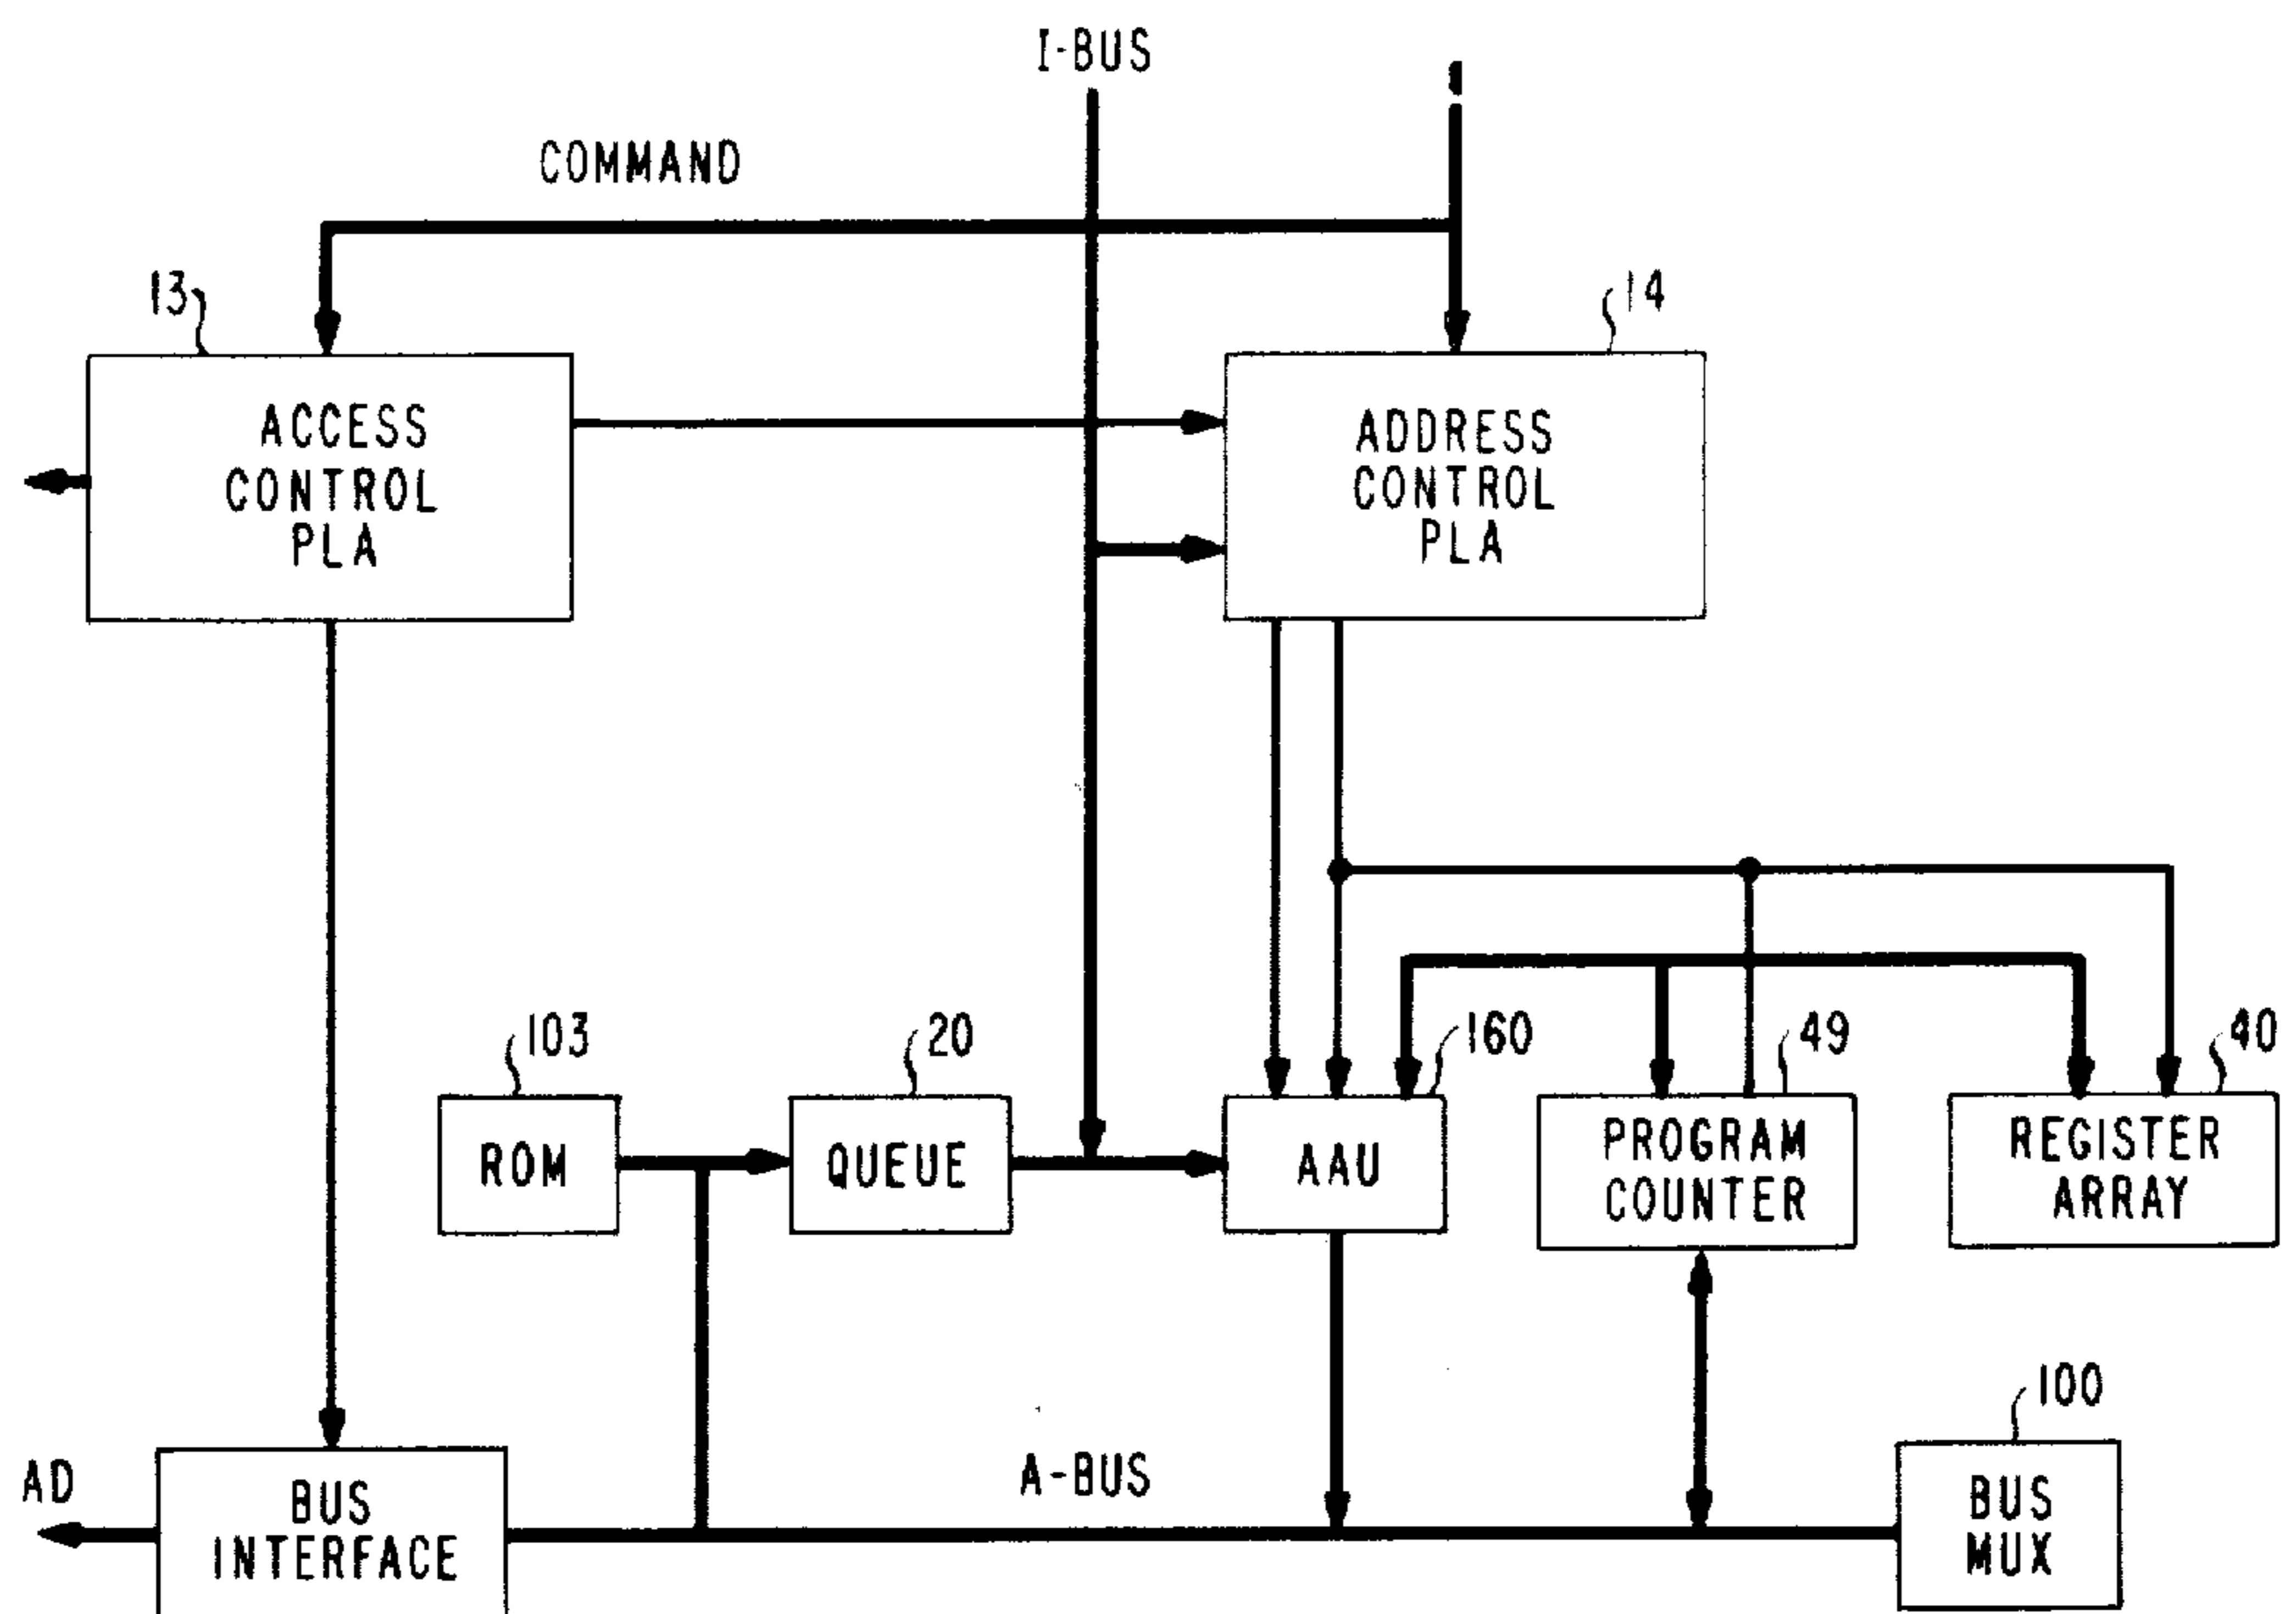 I-BUS
COMMAND
13
14
ACCESS
CONTROL
PLA
ADDRESS
CONTROL
PLA
103
20
160
49
40
ROM
QUEUE
AAU
PROGRAM
COUNTER
REGISTER
ARRAY
100
AD
BUS
INTERFACE
A-BUS
BUS
MUX